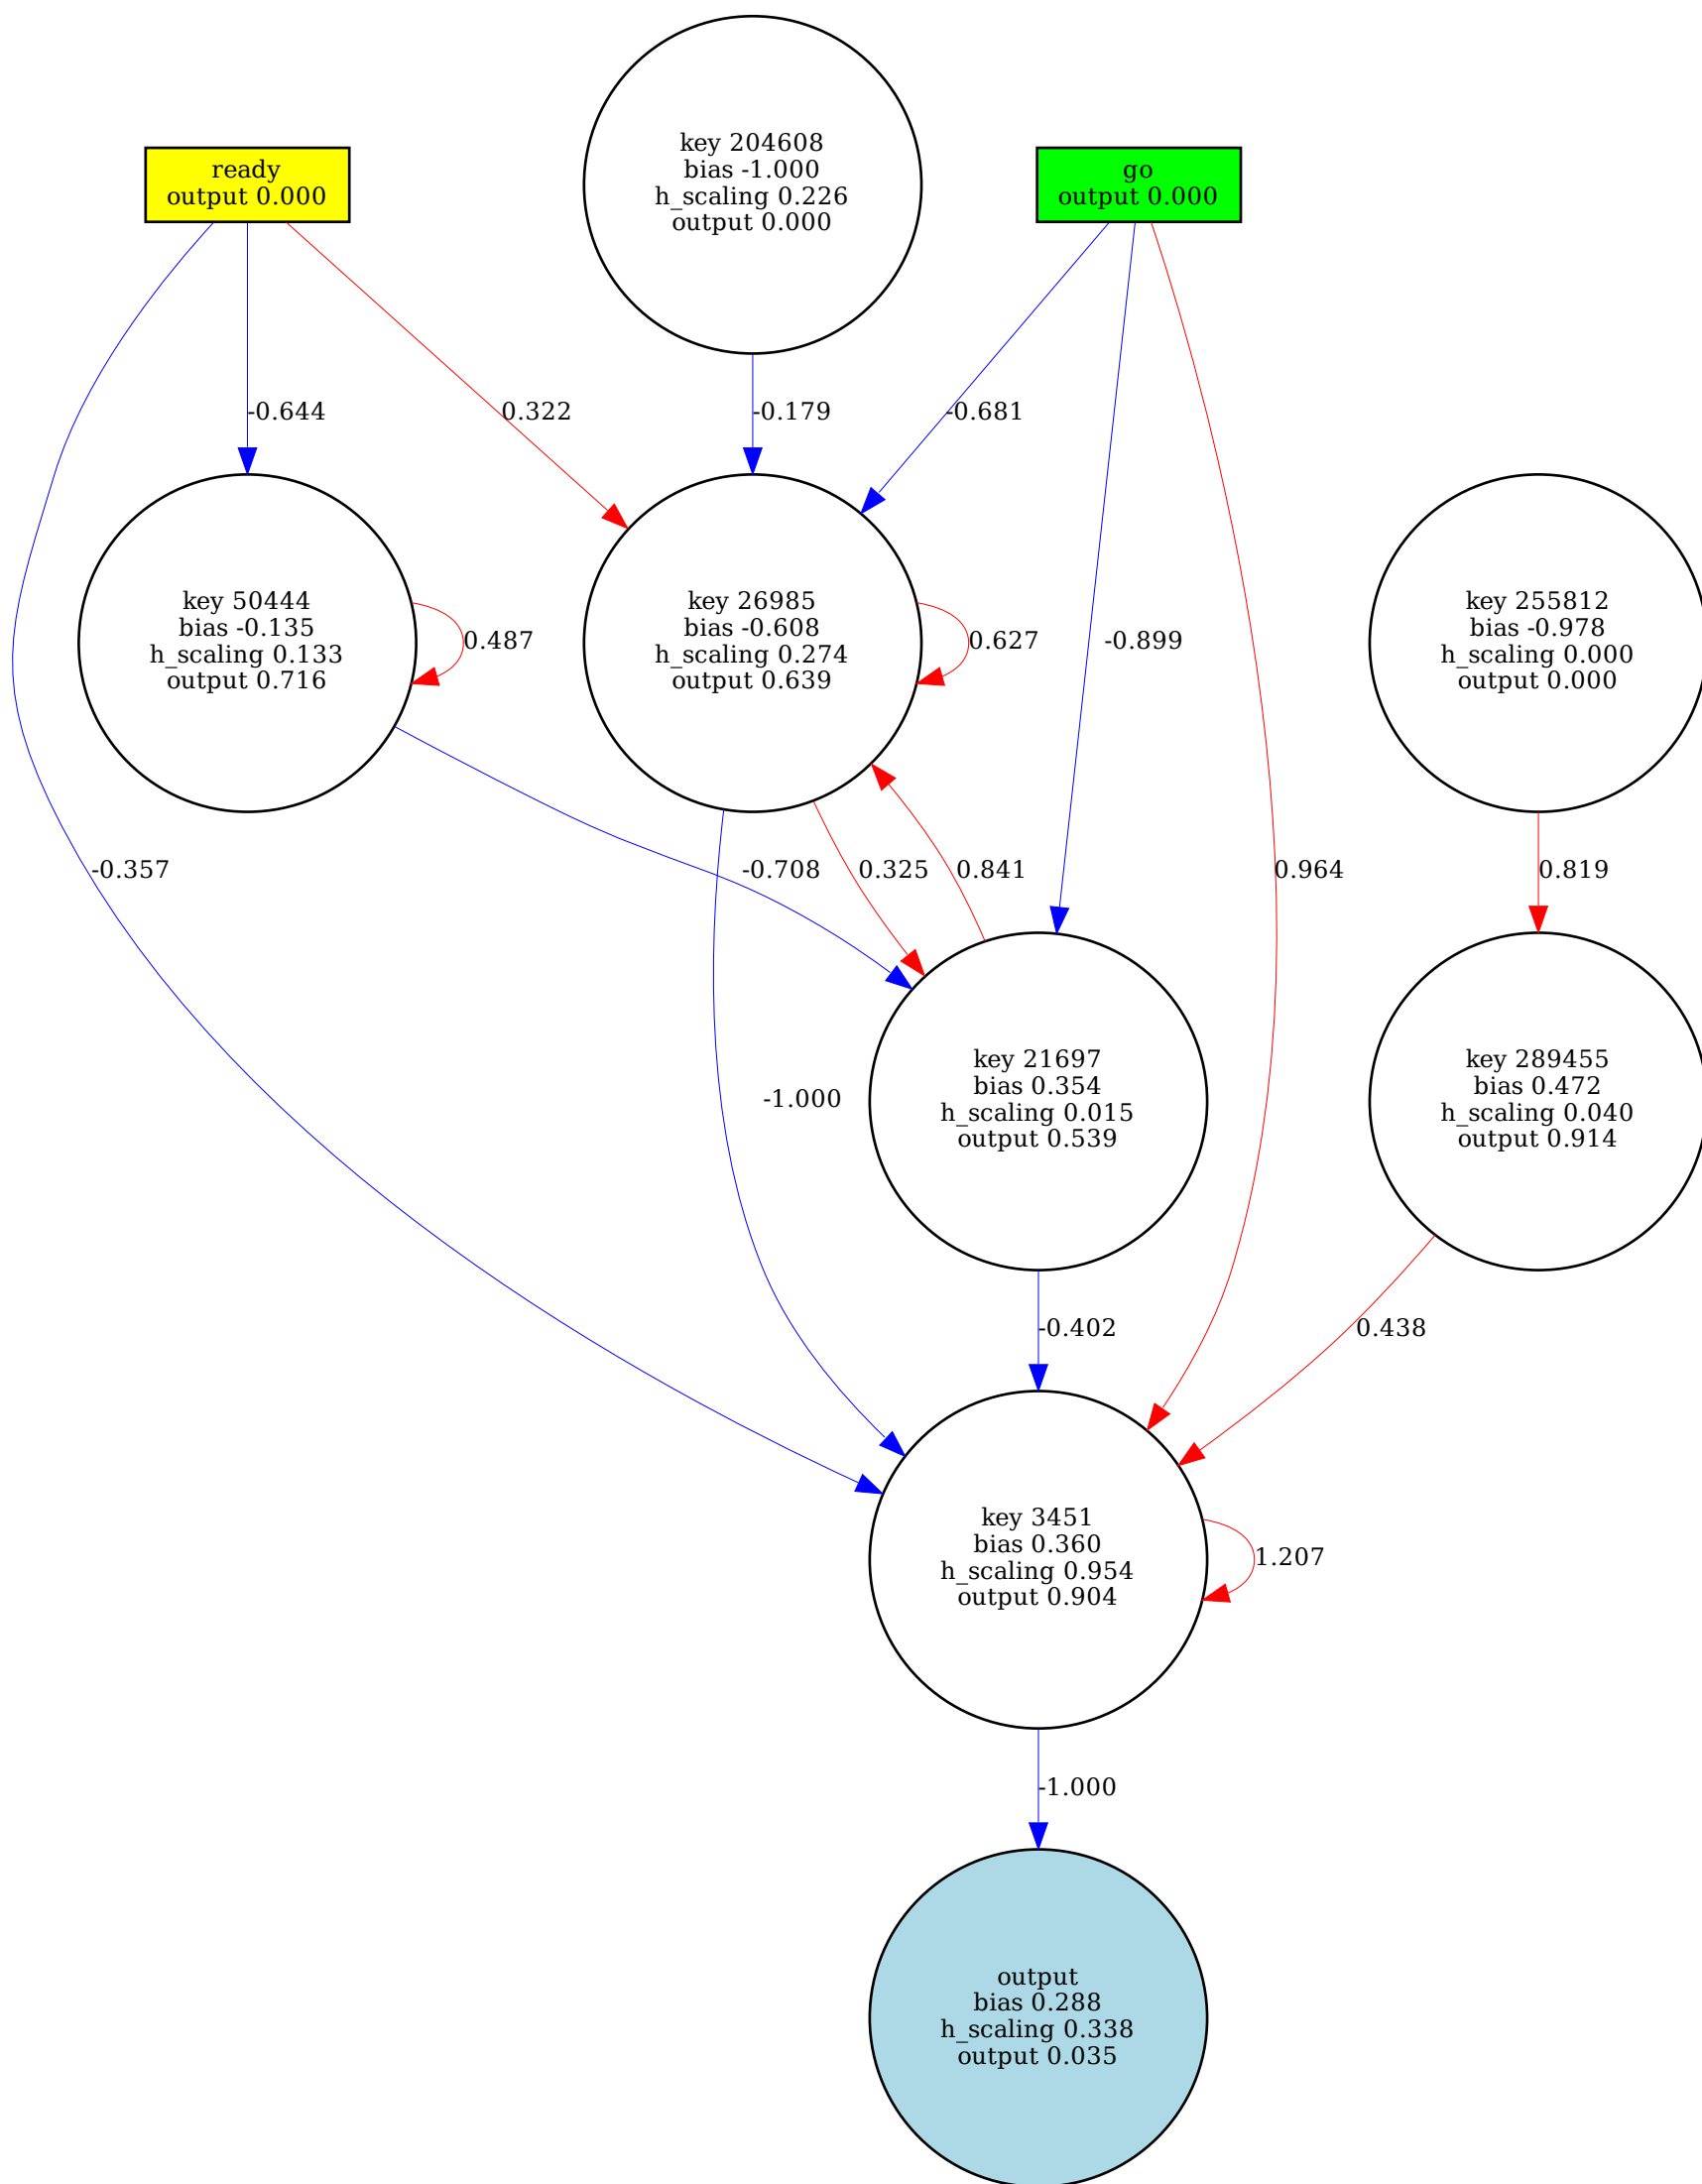 key 204608
bias -1.000
h_scaling 0.226
output 0.000
ready
output 0.000
go
output 0.000
-0.644
0.322
-0.179
-0.681
key 50444
bias -0.135
h_scaling 0.133
output 0.716
0.487
key 26985
bias -0.608
h_scaling 0.274
output 0.639
0.627
-0.899
key 255812
bias -0.978
h_scaling 0.000
output 0.000
-0.357
-0.708
0.325
0.841
0.964
0.819
-1.000
key 21697
bias 0.354
h_scaling 0.015
output 0.539
key 289455
bias 0.472
h_scaling 0.040
output 0.914
-0.402
0.438
key 3451
bias 0.360
h_scaling 0.954
output 0.904
1.207
-1.000
output
bias 0.288
h_scaling 0.338
output 0.035